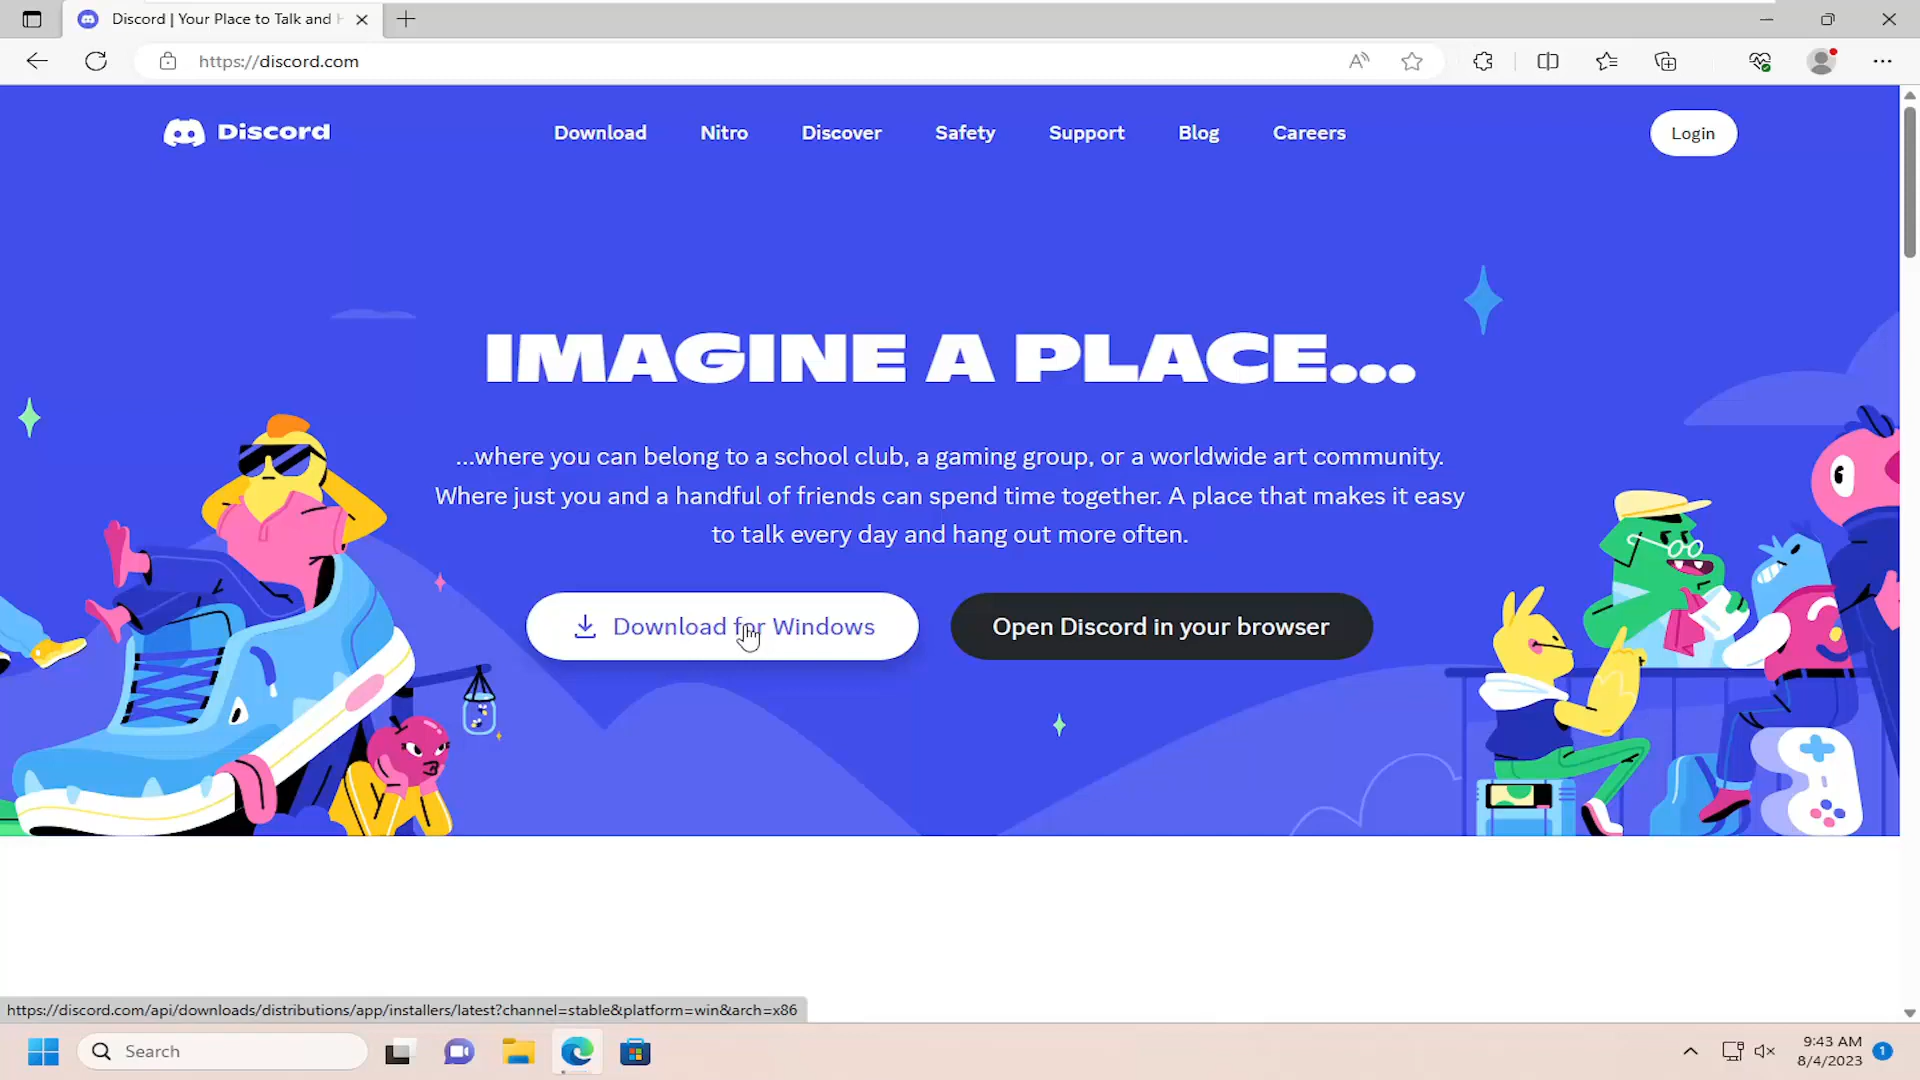 Discord | Your Place to Talk and H
https://discord.com
Discord
Download
Nitro
Discover
Safety
Support
Blog
Careers
Login
IMAGINE A PLACE...
...where you can belong to a school club, a gaming group, or a worldwide art community.
Where just you and a handful of friends can spend time together. A place that makes it easy
to talk every day and hang out more often.
Download for Windows
Open Discord in your browser
https://discord.com/api/downloads/distributions/app/installers/latest?channel=stable&platform=win&arch=x86
Search
9:43 AM
8/4/2023
1